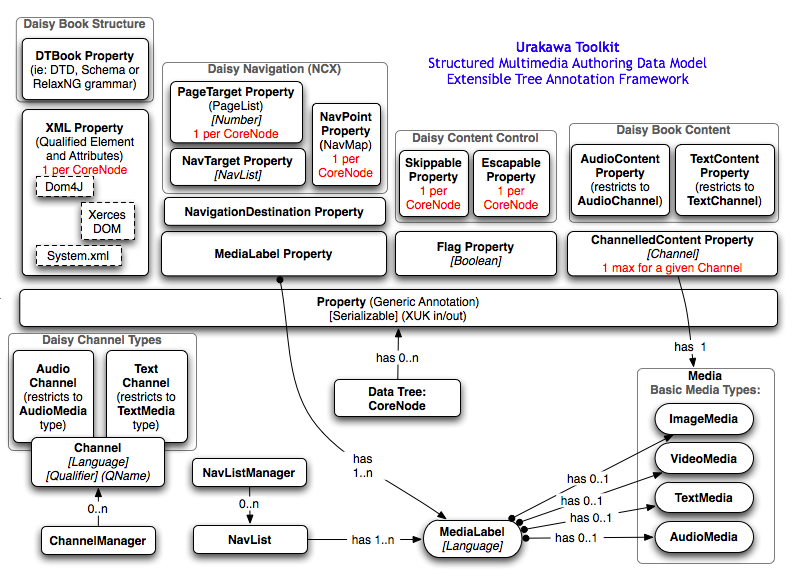 Daisy Book Structure
DTBook Property
(ie: DTD, Schema or
RelaxNG grammar)
XML Property
(Qualified Element
and Attributes)
1 per CoreNode
Dom4J
Xerces
DOM
System.xml
Daisy Navigation (NCX)
PageTarget Property
(PageList)
[Number]
1 per CoreNode
NavTarget Property
[NavList]
NavPoint
Property
(NavMap)
1 per
CoreNode
NavigationDestination Property
MediaLabel Property
Urakawa Toolkit
Structured Multimedia Authoring Data Model
Extensible Tree Annotation Framework
Daisy Content Control
Skippable
Property
1 per
CoreNode
Escapable
Property
1 per
CoreNode
Flag Property
[Boolean]
Daisy Book Content
AudioContent
Property
(restricts to
AudioChannel)
TextContent
Property
(restricts to
TextChannel)
ChannelledContent Property
[Channel]
1 max for a given Channel
Property (Generic Annotation)
[Serializable] (XUK in/out)
Daisy Channel Types
Audio
Channel
(restricts to
AudioMedia
type)
Text
Channel
(restricts to
TextMedia
type)
Channel
[Language]
[Qualifier] (QName)
0..n
ChannelManager
NavListManager
0..n
NavList
has 1..n
has 0..n
Data Tree:
CoreNode
has
1..n
MediaLabel
[Language]
has 1
Media
Basic Media Types:
ImageMedia
VideoMedia
TextMedia
AudioMedia
has 0..1
has 0..1
has 0..1
has 0..1